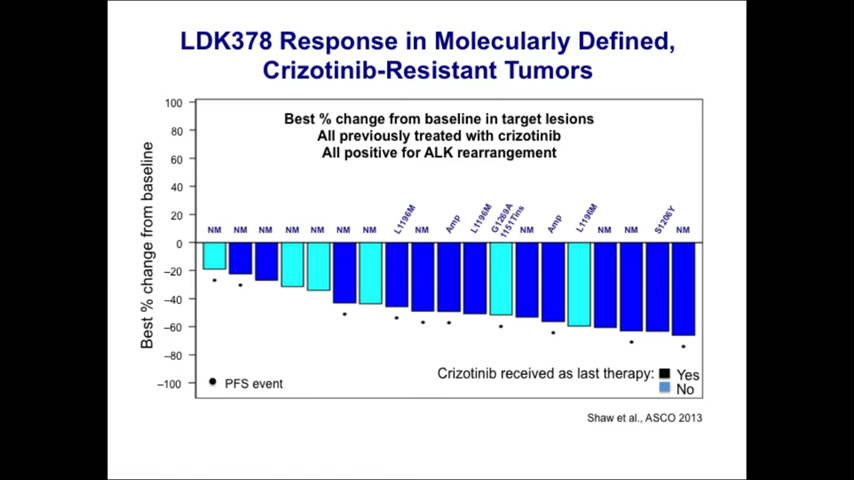 LDK378 Response in Molecularly Defined,
Crizotinib-Resistant Tumors
Best % change from baseline in target lesions
All previously treated with crizotinib
All positive for ALK rearrangement
Best % change from baseline
100
80
60
40
20
0
–20
–40
–60
–80
–100
NM NM NM NM NM NM NM L1196M NM Amp L1196M G1269A 1151Tins NM Amp L1196M NM NM S1206Y NM
PFS event
Crizotinib received as last therapy: Yes
No
Shaw et al., ASCO 2013